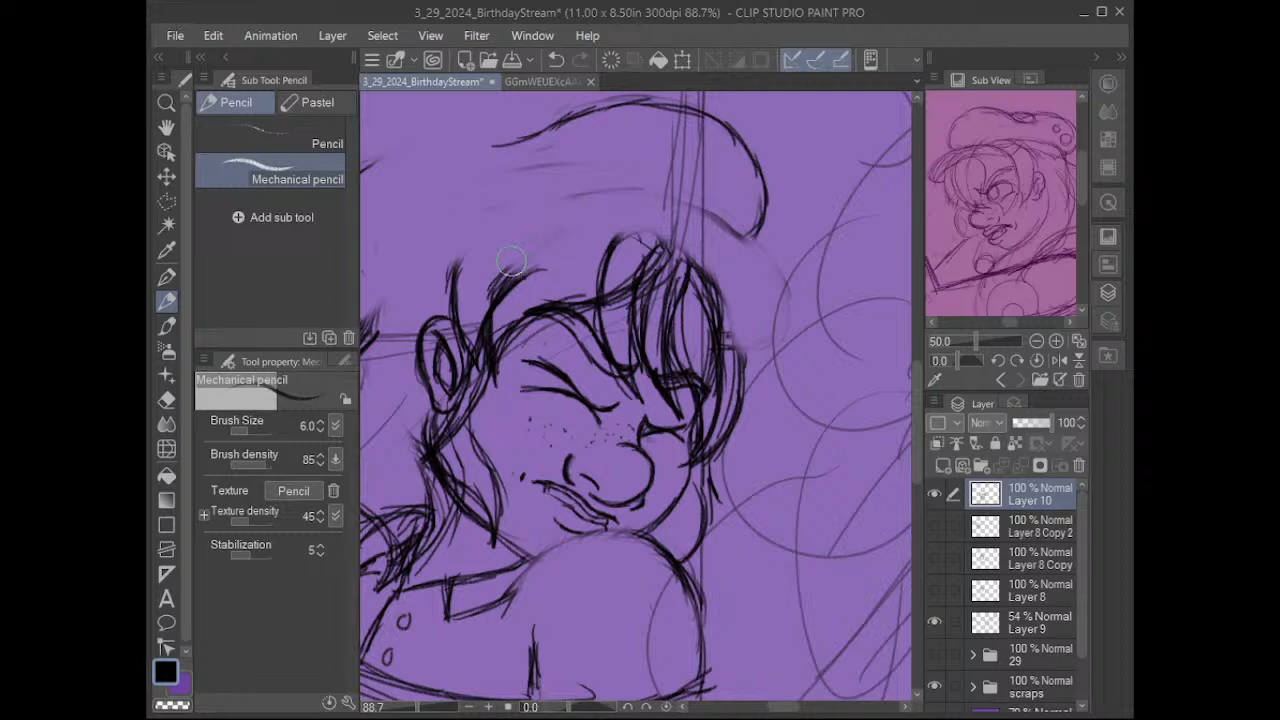 3_29_2024_BirthdayStream* (11.00 x 8.50in 300dpi 88.7%) - CLIP STUDIO PAINT PRO
File Edit Animation Layer Select View Filter Window Help
Sub Tool: Pencil
3_29_2024_BirthdayStream*
Sub View
Pencil Pastel
Pencil
Mechanical pencil
Add sub tool
50.0
0.0
Tool property: Mec
Mechanical pencil
Brush Size 6.0
Brush density 85
Texture Pencil
Texture density 45
Stabilization 5
Layer
Norm 100
100 % Normal
Layer 10
100 % Normal
Layer 8 Copy 2
100 % Normal
Layer 8 Copy
100 % Normal
Layer 8
54 % Normal
Layer 9
100 % Normal
29
100 % Normal
scraps
88.7 0.0